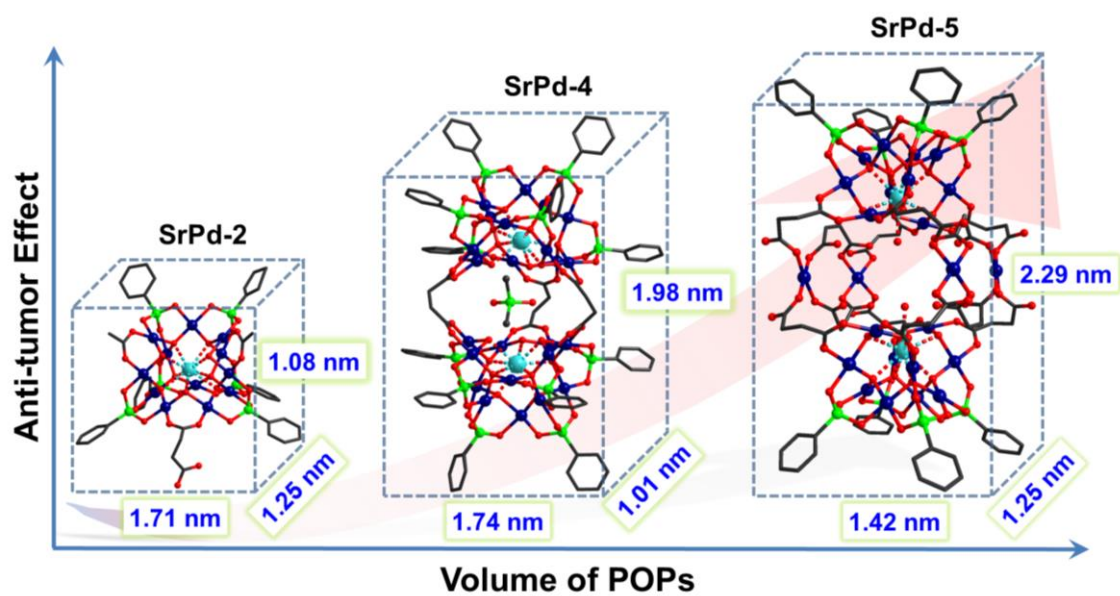 SrPd-5
SrPd-4
SrPd-2
Anti-tumor Effect
1.08 nm
1.25 nm
1.71 nm
1.98 nm
1.01 nm
1.74 nm
2.29 nm
1.25 nm
1.42 nm
Volume of POPs